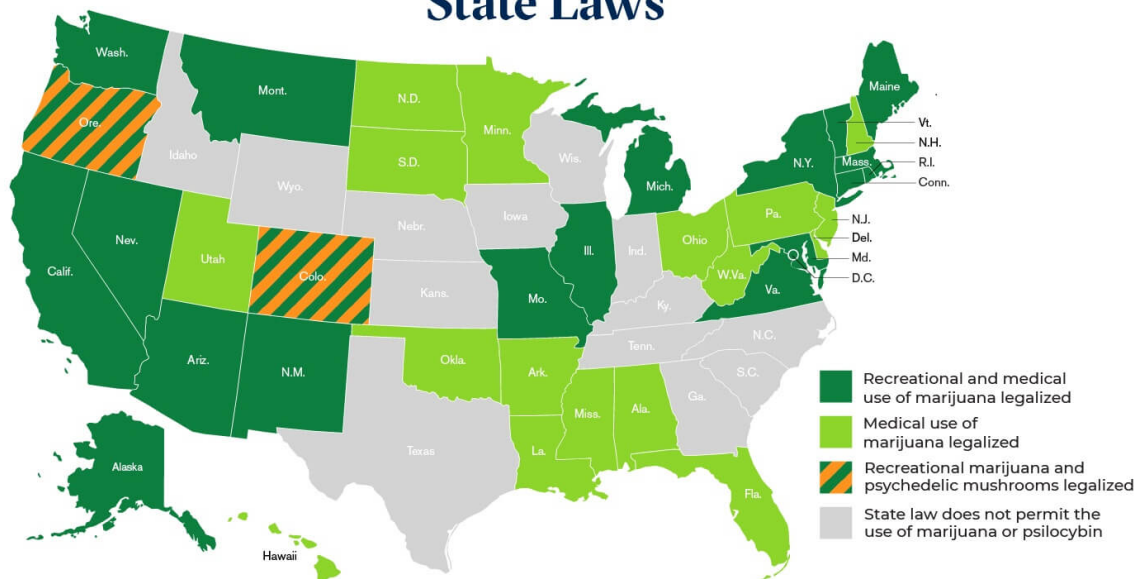 State Laws
Wash.
Mont.
N.D.
Minn.
Maine
Ore.
Idaho
S.D.
Wis.
Mich.
N.Y.
Mass.
Vt.
N.H.
R.I.
Conn.
Wyo.
Iowa
Nebr.
Pa.
N.J.
Nev.
Utah
Ill.
Ind.
Ohio
Del.
Calif.
Colo.
Kans.
Mo.
W.Va.
Va.
Md.
D.C.
Ky.
Ariz.
N.M.
Okla.
Ark.
Tenn.
N.C.
S.C.
Miss.
Ala.
Ga.
Texas
La.
Fla.
Alaska
Hawaii
Recreational and medical
use of marijuana legalized
Medical use of
marijuana legalized
Recreational marijuana and
psychedelic mushrooms legalized
State law does not permit the
use of marijuana or psilocybin